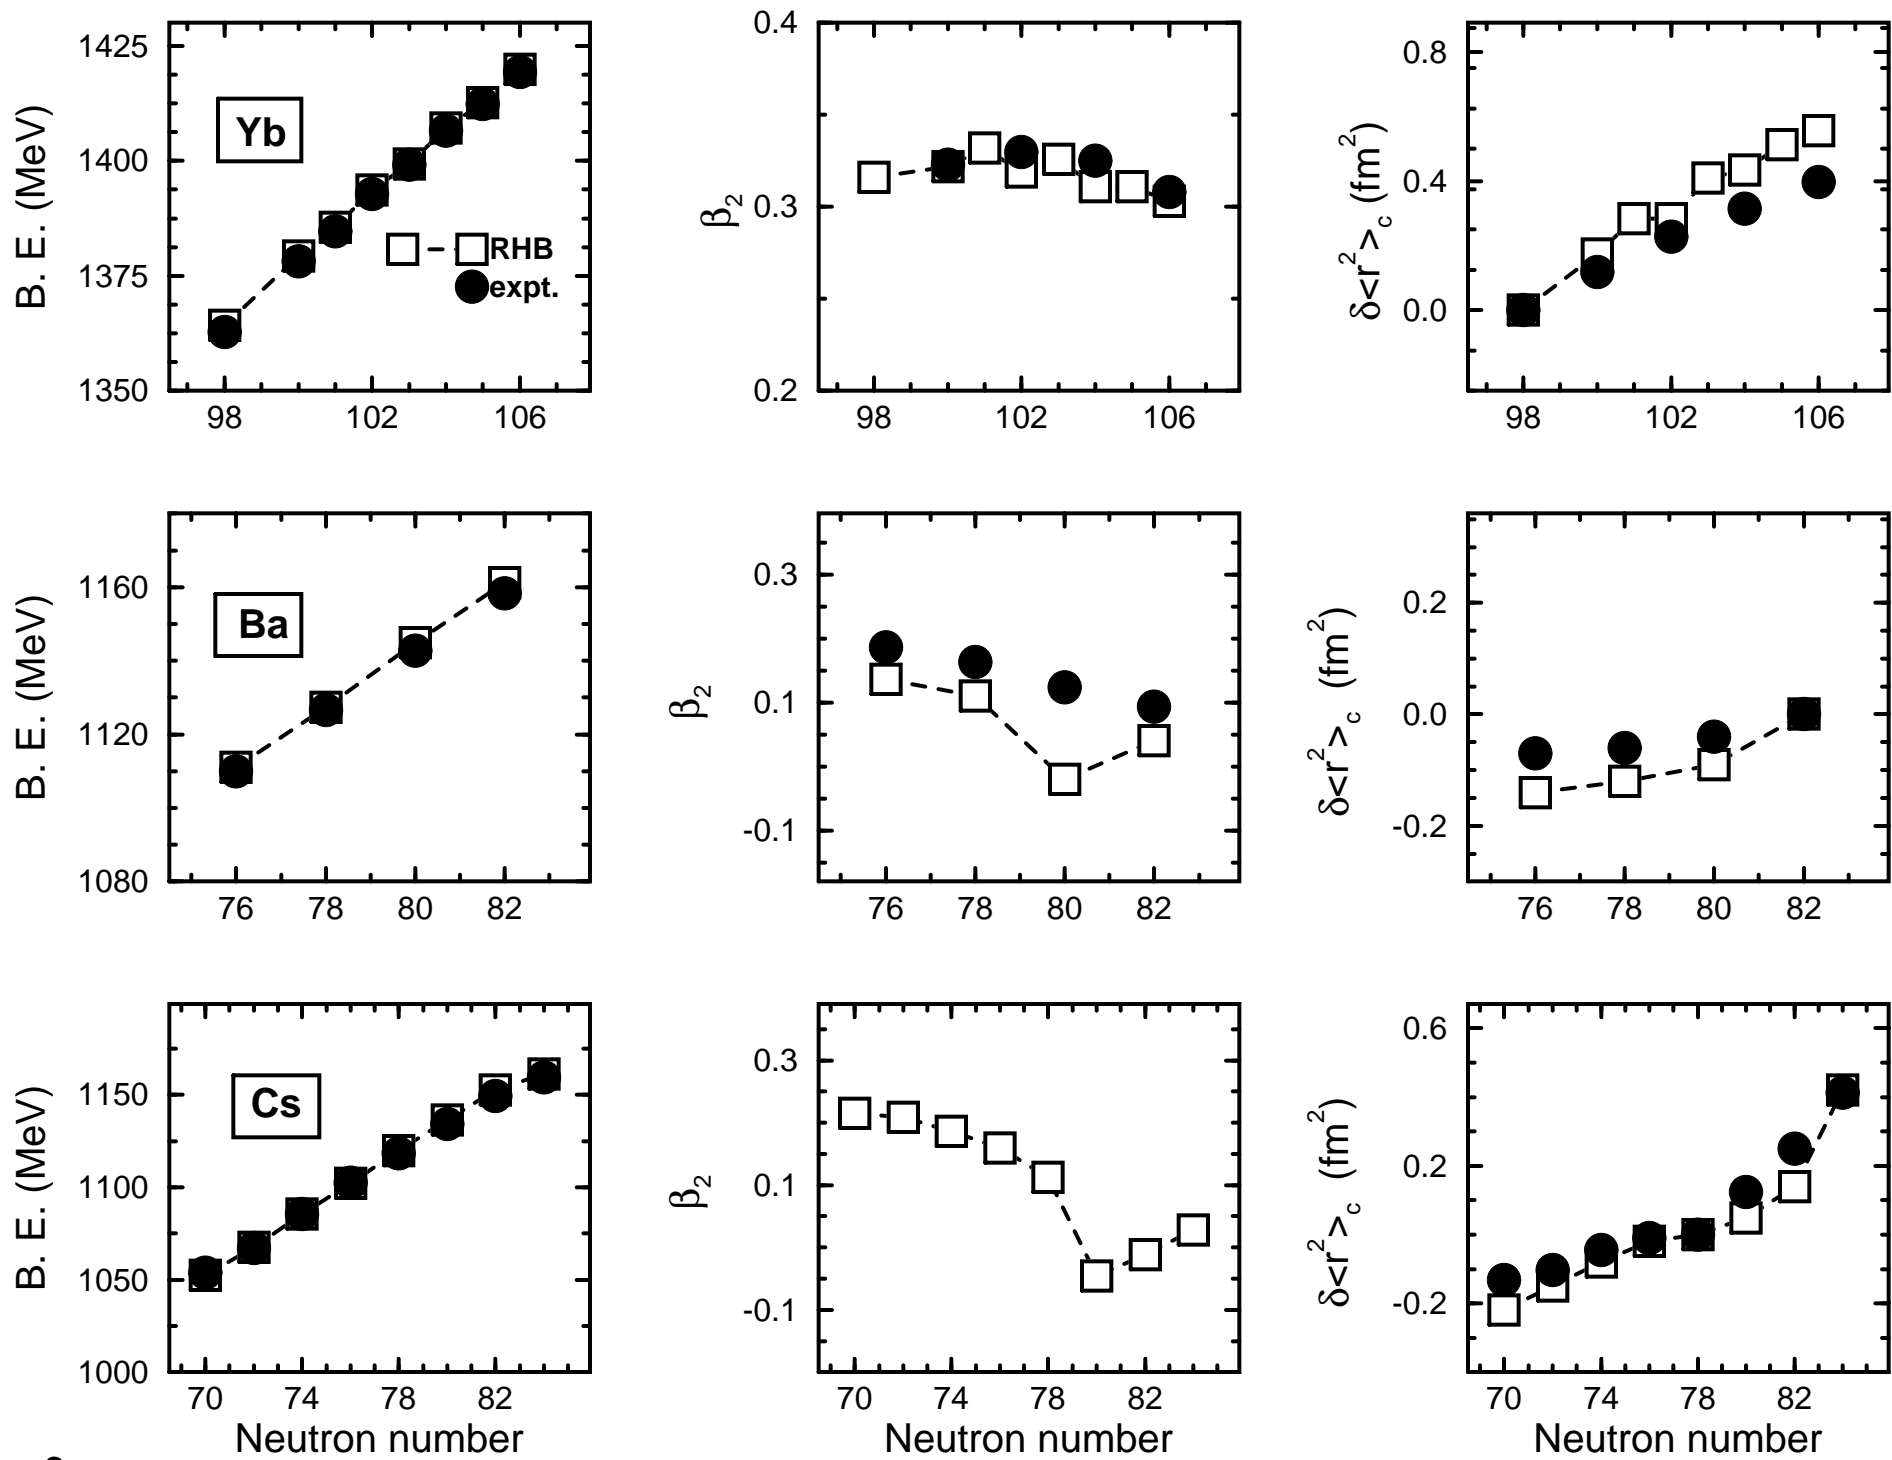 B. E. (MeV)
1425
1400
1375
1350
Yb
RHB
expt.
98 102 106
β2
0.4
0.3
0.2
98 102 106
δ<r²>c (fm²)
0.8
0.4
0.0
98 102 106
B. E. (MeV)
1160
1120
1080
Ba
76 78 80 82
β2
0.3
0.1
-0.1
76 78 80 82
δ<r²>c (fm²)
0.2
0.0
-0.2
76 78 80 82
B. E. (MeV)
1150
1100
1050
1000
Cs
70 74 78 82
Neutron number
β2
0.3
0.1
-0.1
70 74 78 82
Neutron number
δ<r²>c (fm²)
0.6
0.2
-0.2
70 74 78 82
Neutron number